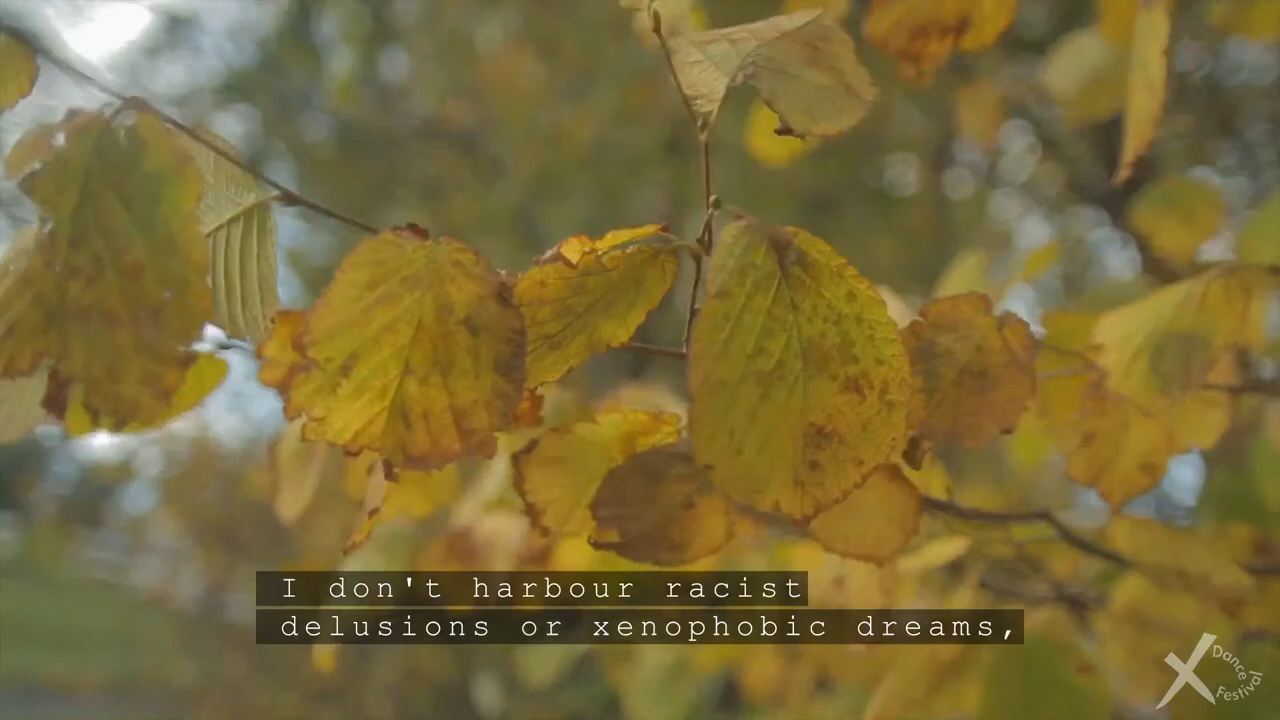 I don't harbour racist
delusions or xenophobic dreams,
X Dance
Festival